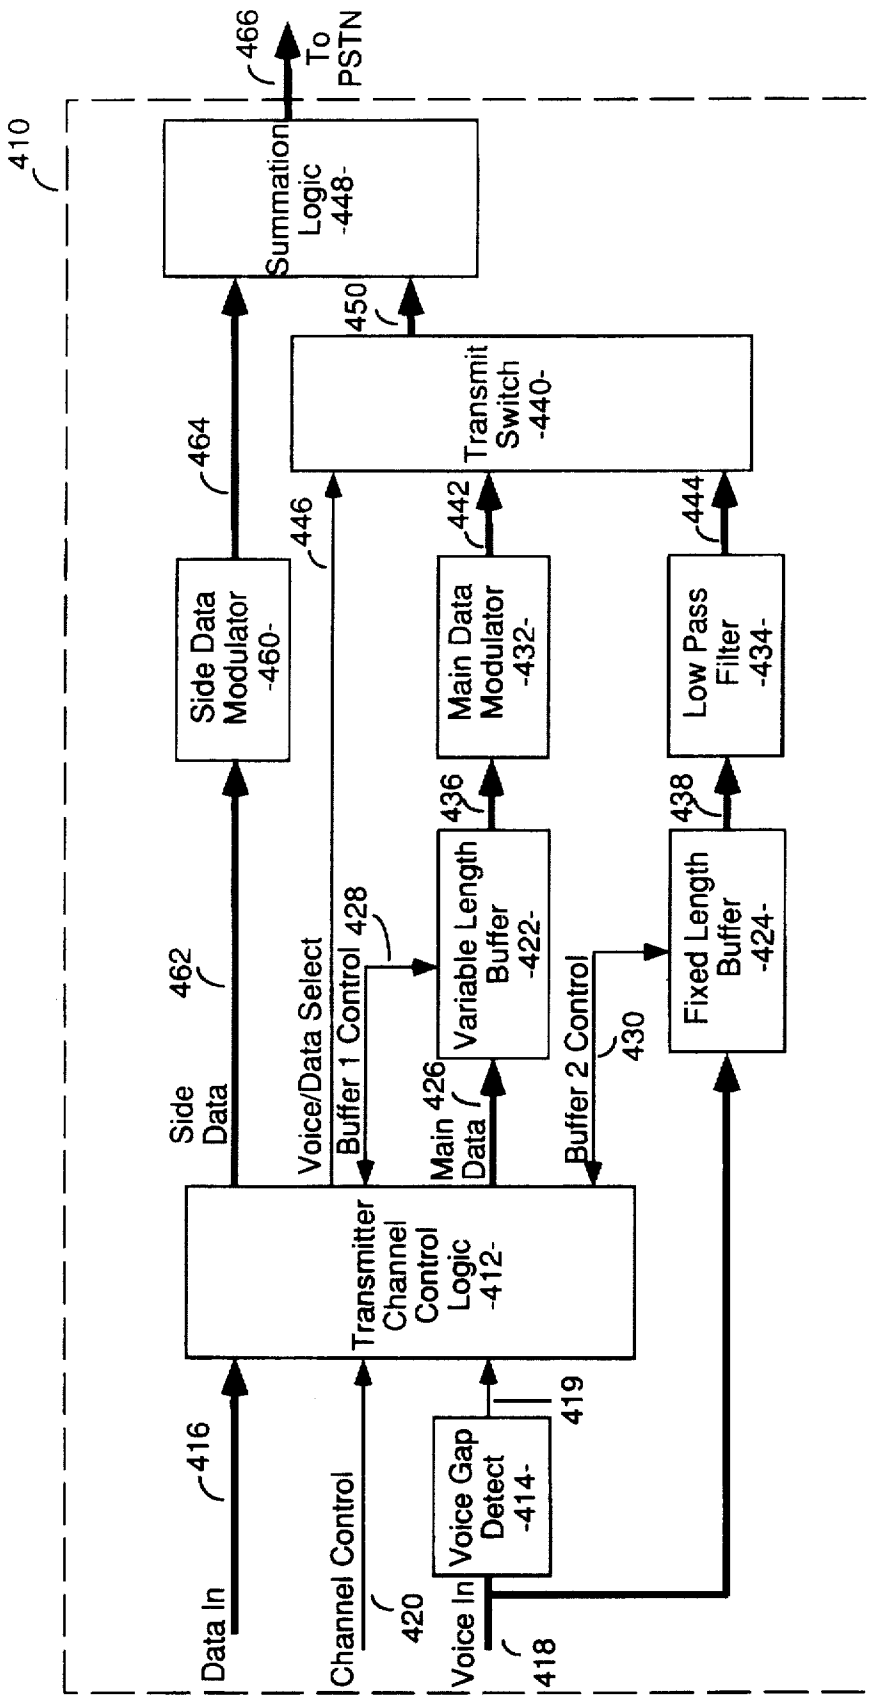 410
466
To
PSTN
Summation
Logic
-448-
464
450
Transmit
Switch
-440-
446
442
444
Side Data
Modulator
-460-
Main Data
Modulator
-432-
Low Pass
Filter
-434-
462
436
438
Side
Data
Voice/Data Select
Buffer 1 Control
428
Variable Length
Buffer
-422-
Main
Data
426
Buffer 2 Control
430
Fixed Length
Buffer
-424-
Transmitter
Channel
Control
Logic
-412-
Data In
416
Channel Control
420
Voice In
418
Voice Gap
Detect
-414-
419